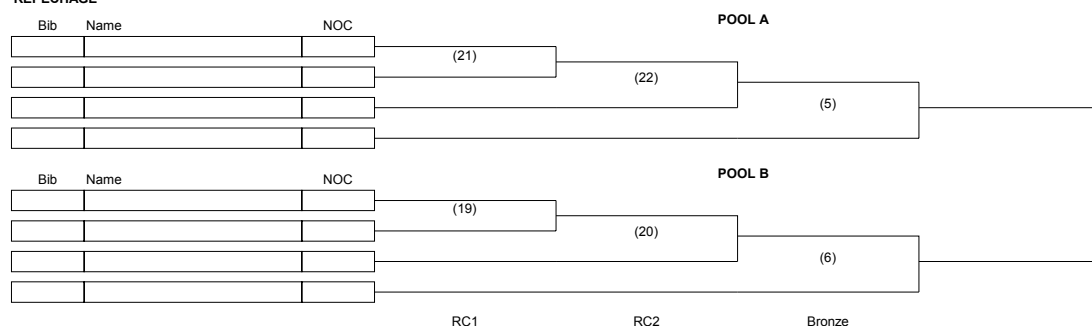 REPECHAGE
POOL A
Bib Name NOC
(21)
(22)
(5)
POOL B
Bib Name NOC
(19)
(20)
(6)
RC1 RC2 Bronze